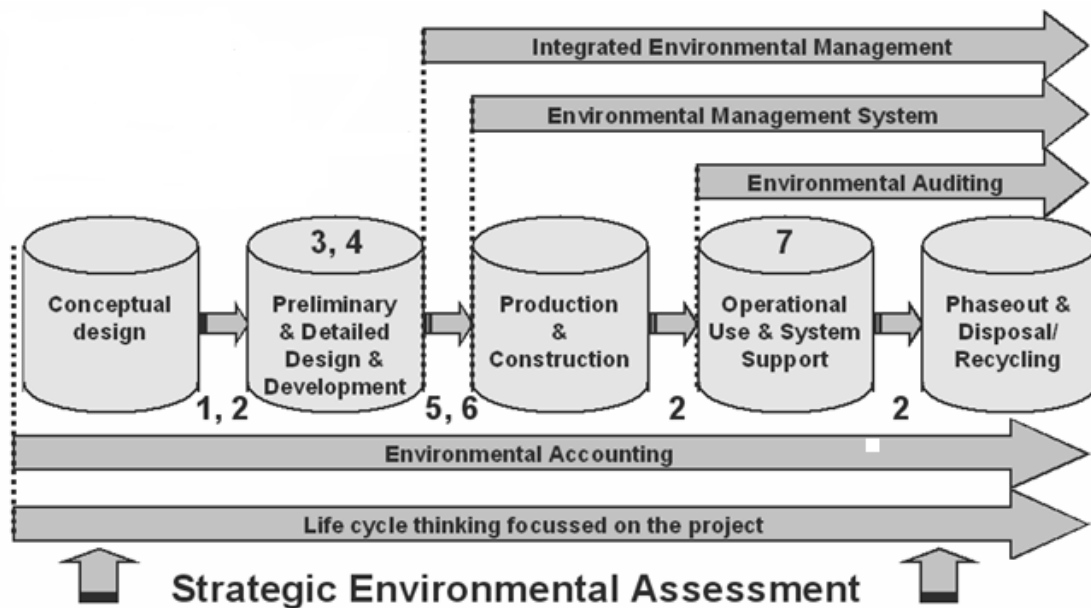 Integrated Environmental Management
Environmental Management System
Environmental Auditing
3, 4
7
Conceptual
design
Preliminary
& Detailed
Design &
Development
Production
&
Construction
Operational
Use & System
Support
Phaseout &
Disposal/
Recycling
1, 2
5, 6
2
2
Environmental Accounting
Life cycle thinking focussed on the project
Strategic Environmental Assessment